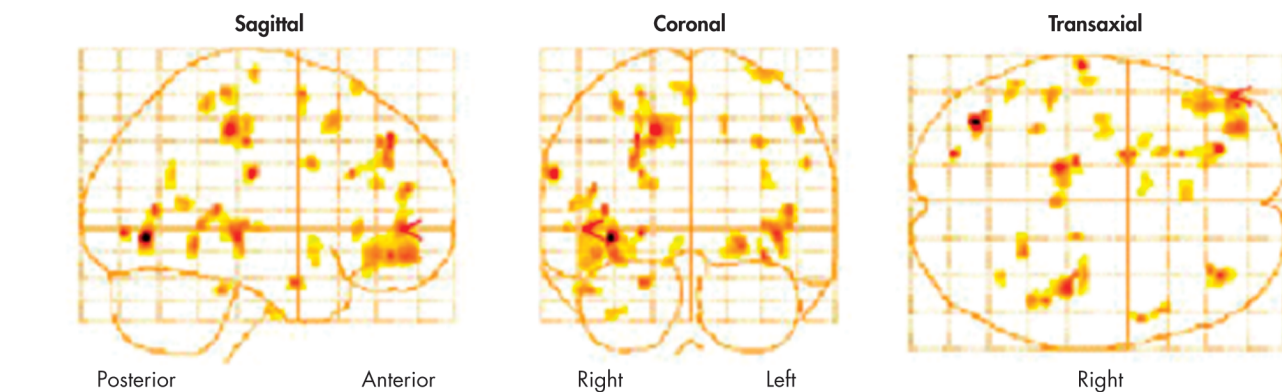 Sagittal
Coronal
Transaxial
Posterior
Anterior
Right
Left
Right